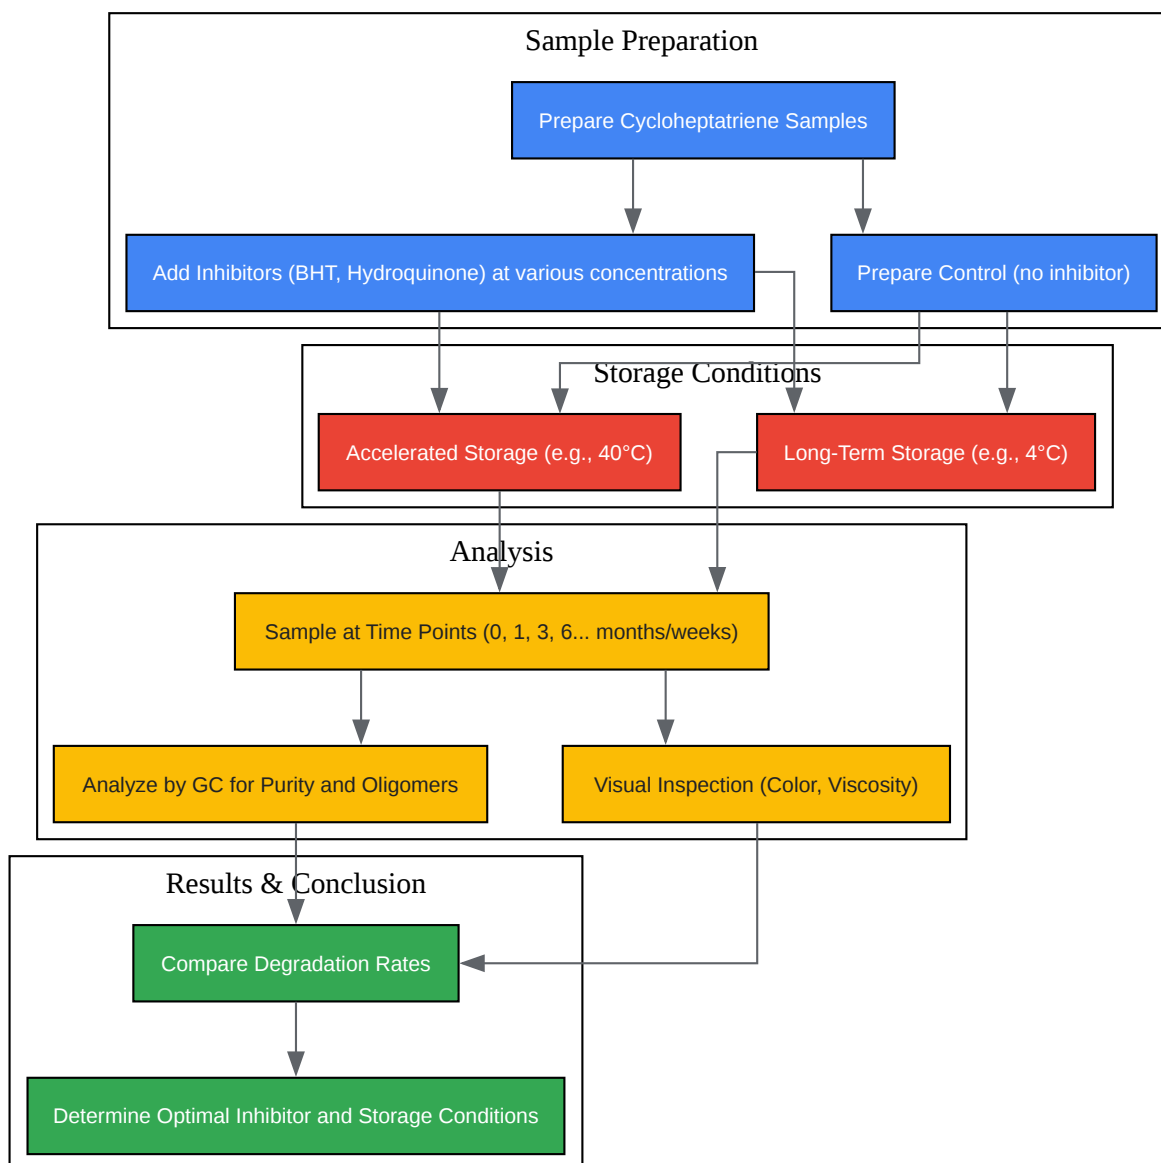 Sample Preparation
Prepare Cycloheptatriene Samples
Add Inhibitors (BHT, Hydroquinone) at various concentrations
Prepare Control (no inhibitor)
Storage Conditions
Accelerated Storage (e.g., 40°C)
Long-Term Storage (e.g., 4°C)
Analysis
Sample at Time Points (0, 1, 3, 6... months/weeks)
Analyze by GC for Purity and Oligomers
Visual Inspection (Color, Viscosity)
Results & Conclusion
Compare Degradation Rates
Determine Optimal Inhibitor and Storage Conditions